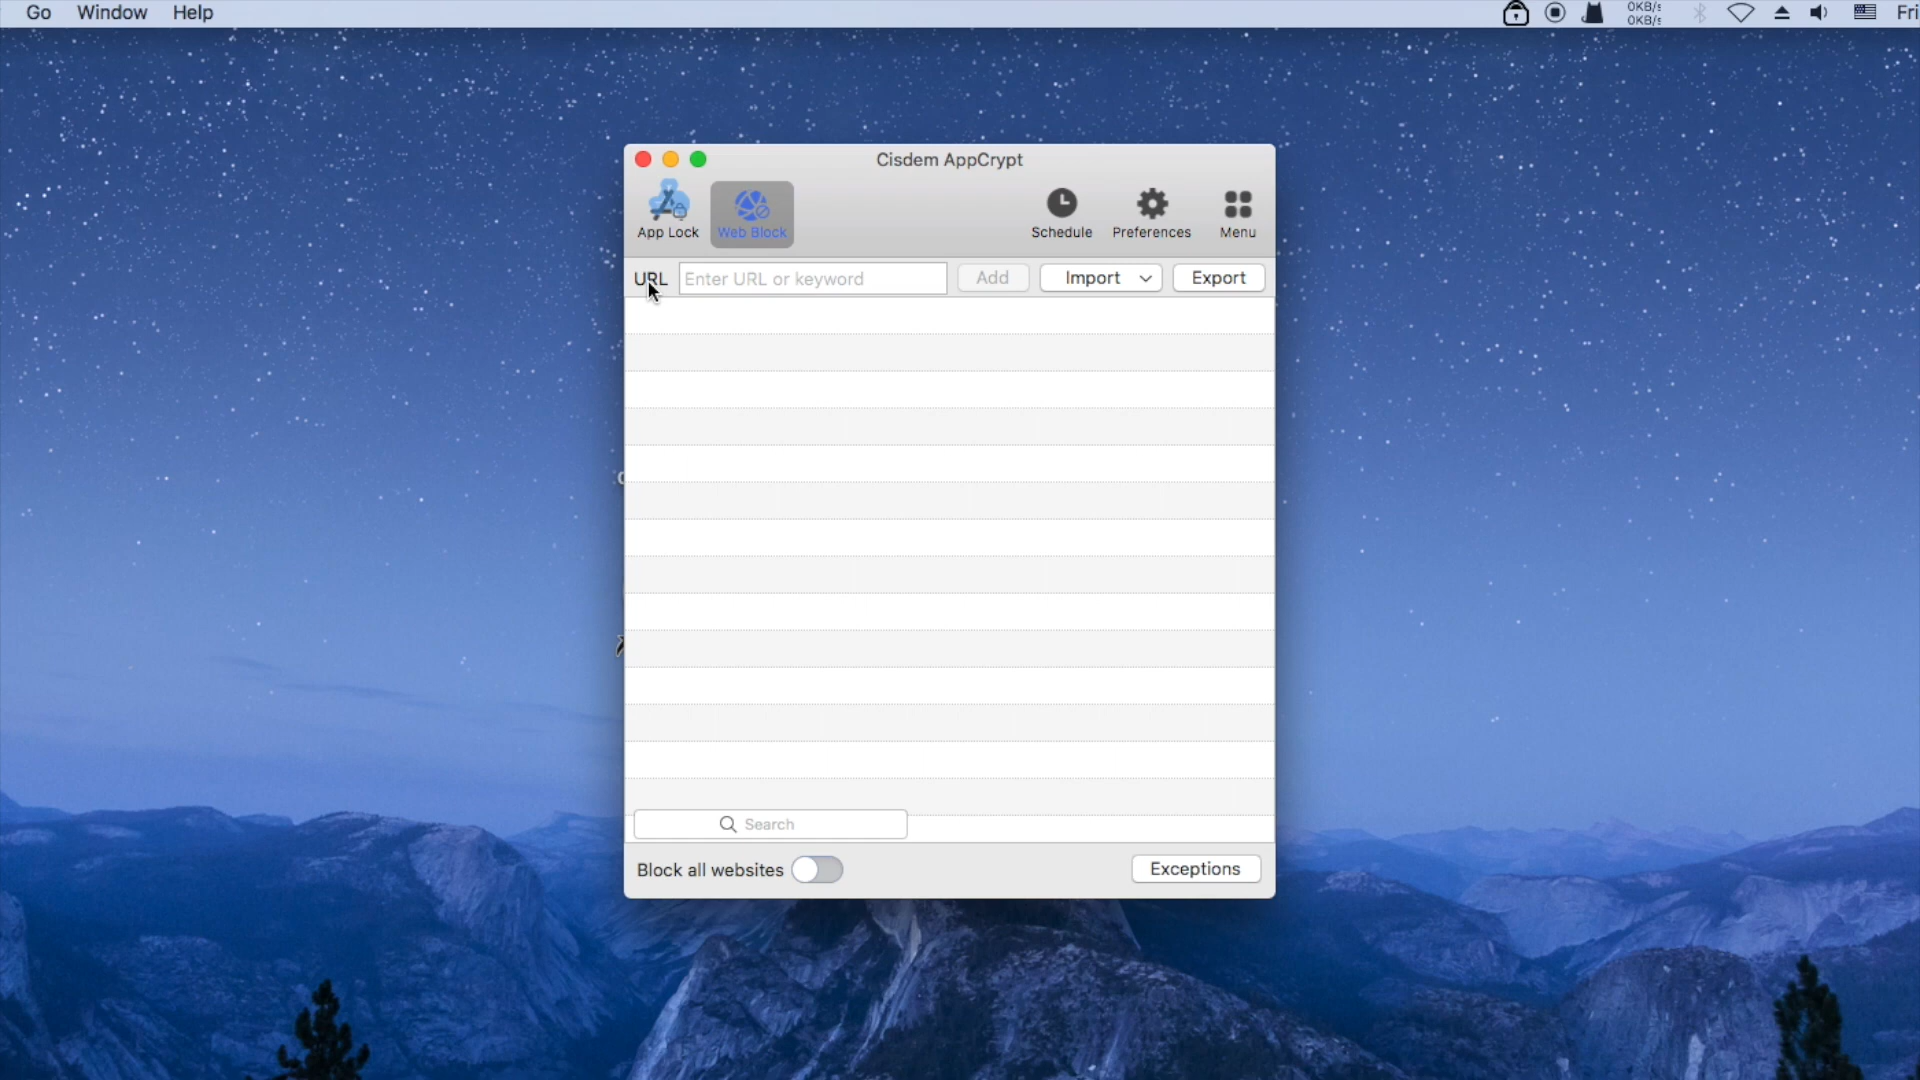 Go Window Help 0KB/s Fri
0KB/s
Cisdem AppCrypt
App Lock Web Block Schedule Preferences Menu
URL Enter URL or keyword Add Import Export
Search
Block all websites Exceptions